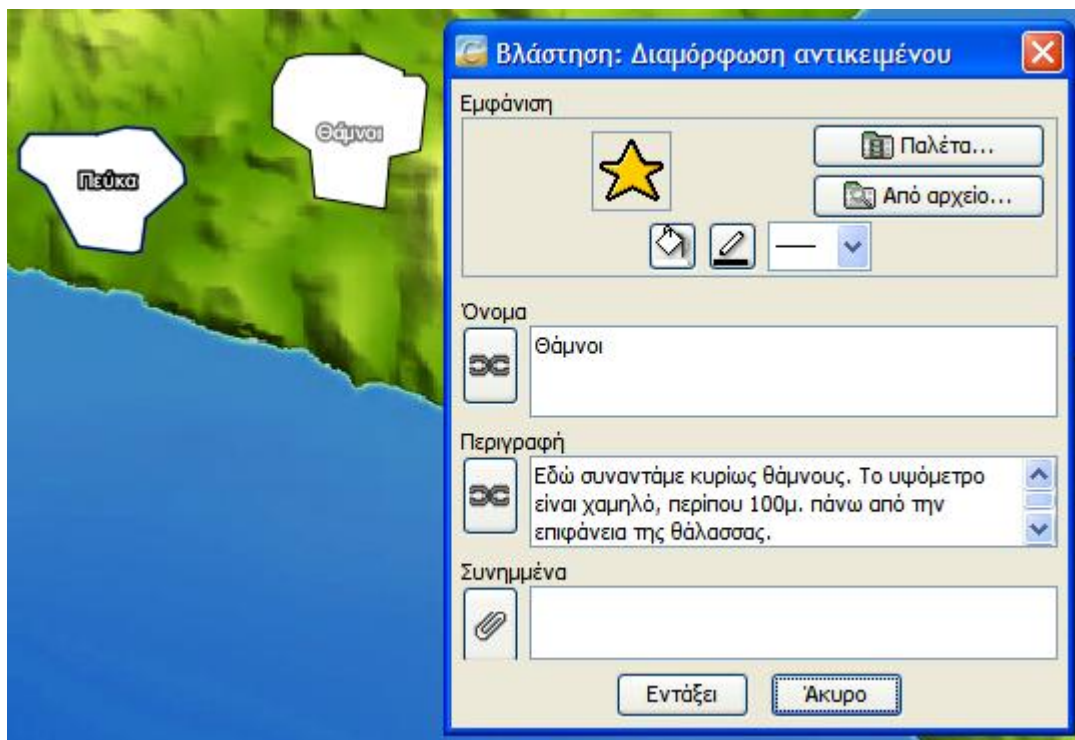 Θάμνοι
Πεύκα
Βλάστηση: Διαμόρφωση αντικειμένου
Εμφάνιση
Παλέτα...
Από αρχείο...
Όνομα
Θάμνοι
Περιγραφή
Εδώ συναντάμε κυρίως θάμνους. Το υψόμετρο
είναι χαμηλό, περίπου 100μ. πάνω από την
επιφάνεια της θάλασσας.
Συνημμένα
Εντάξει
Άκυρο